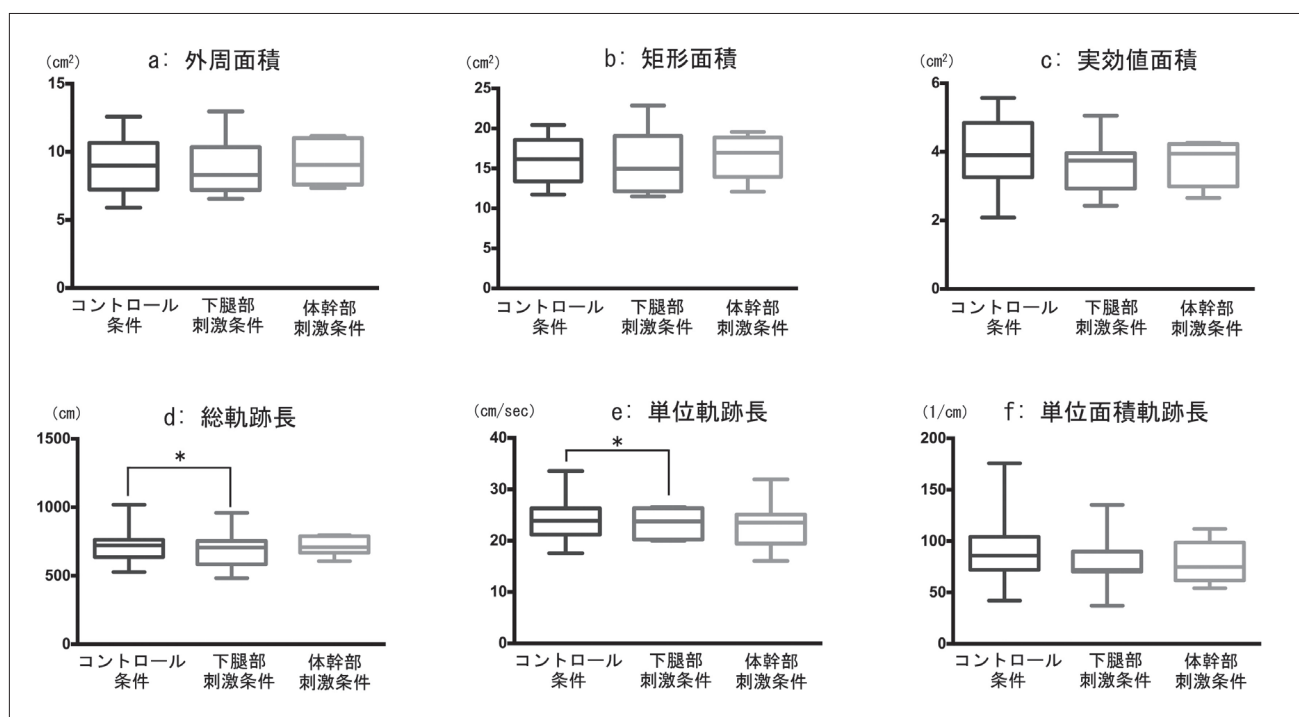 a: 外周面積
(cm²)
15
10
5
0
コントロール
条件
下腿部
刺激条件
体幹部
刺激条件
b: 矩形面積
(cm²)
25
20
15
10
5
0
コントロール
条件
下腿部
刺激条件
体幹部
刺激条件
c: 実効値面積
(cm²)
6
4
2
0
コントロール
条件
下腿部
刺激条件
体幹部
刺激条件
d: 総軌跡長
(cm)
1500
1000
500
0
*
コントロール
条件
下腿部
刺激条件
体幹部
刺激条件
e: 単位軌跡長
(cm/sec)
40
30
20
10
0
*
コントロール
条件
下腿部
刺激条件
体幹部
刺激条件
f: 単位面積軌跡長
(1/cm)
200
150
100
50
0
コントロール
条件
下腿部
刺激条件
体幹部
刺激条件